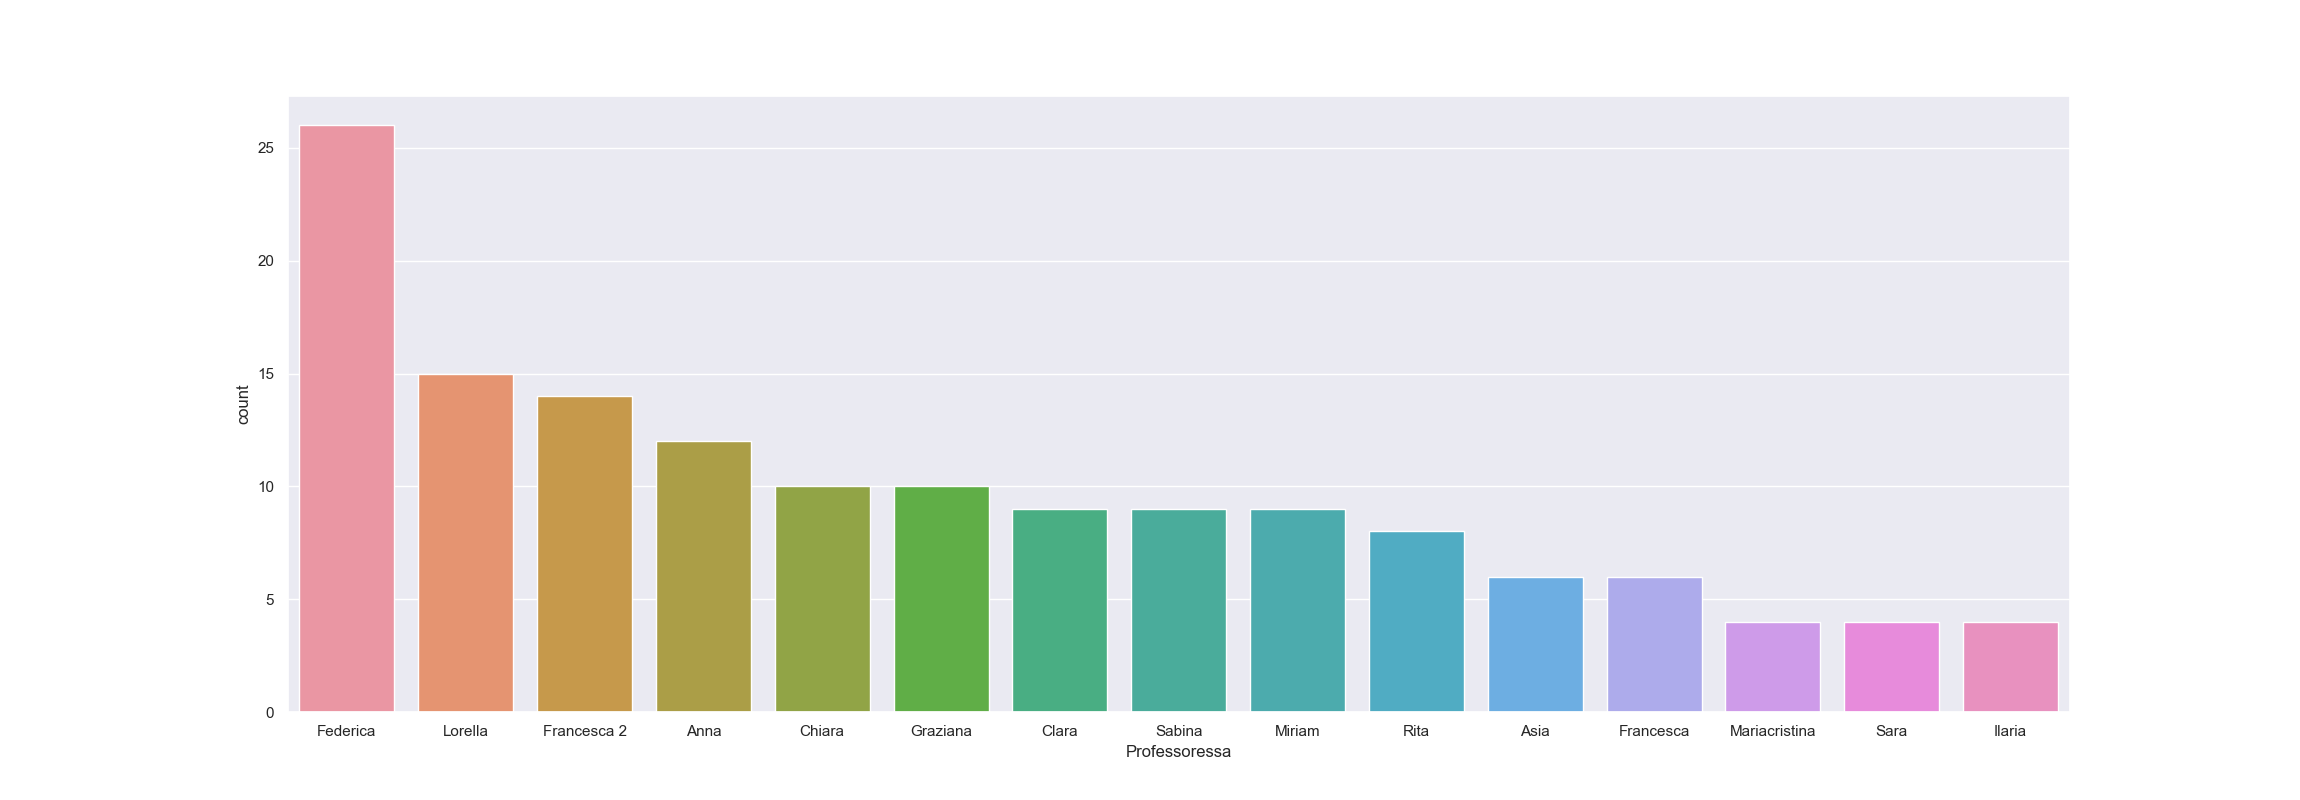 25
20
15
10
5
0
count
Federica Lorella Francesca 2 Anna Chiara Graziana Clara Sabina Miriam Rita Asia Francesca Mariacristina Sara Ilaria
Professoressa